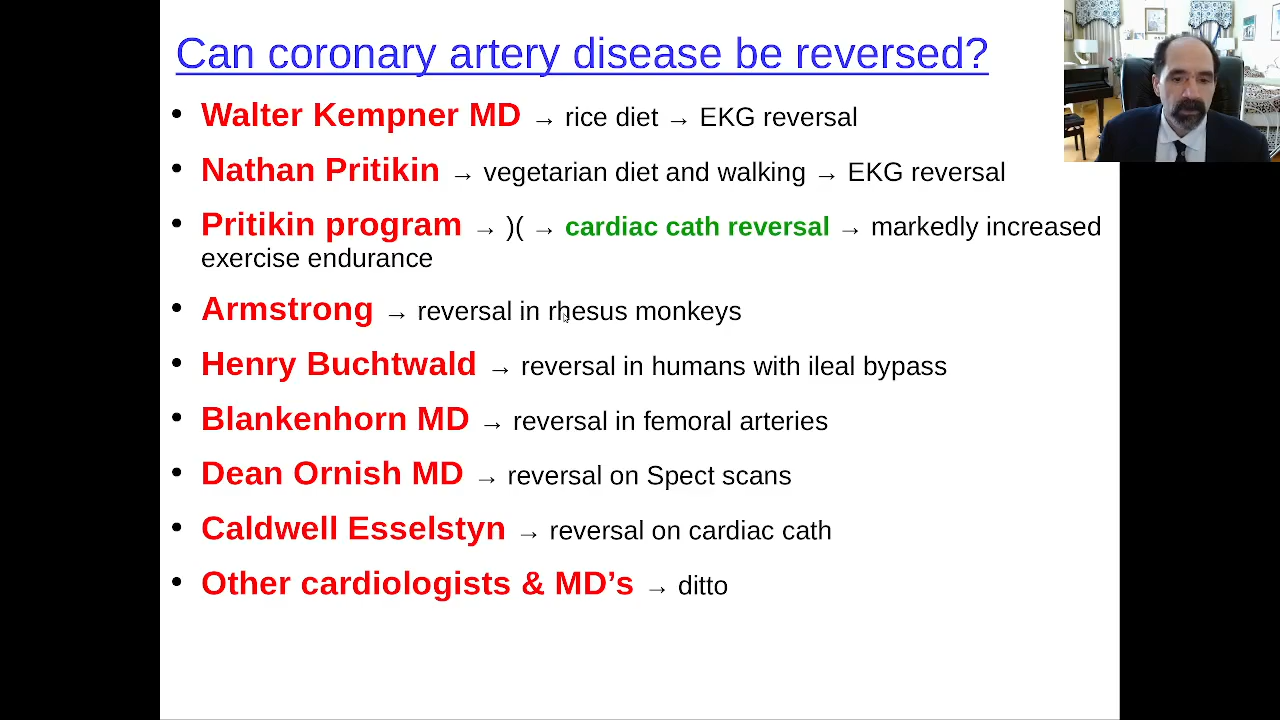 Can coronary artery disease be reversed?
• Walter Kempner MD → rice diet → EKG reversal
• Nathan Pritikin → vegetarian diet and walking → EKG reversal
• Pritikin program → )( → cardiac cath reversal → markedly increased
exercise endurance
• Armstrong → reversal in rhesus monkeys
• Henry Buchtwald → reversal in humans with ileal bypass
• Blankenhorn MD → reversal in femoral arteries
• Dean Ornish MD → reversal on Spect scans
• Caldwell Esselstyn → reversal on cardiac cath
• Other cardiologists & MD’s → ditto